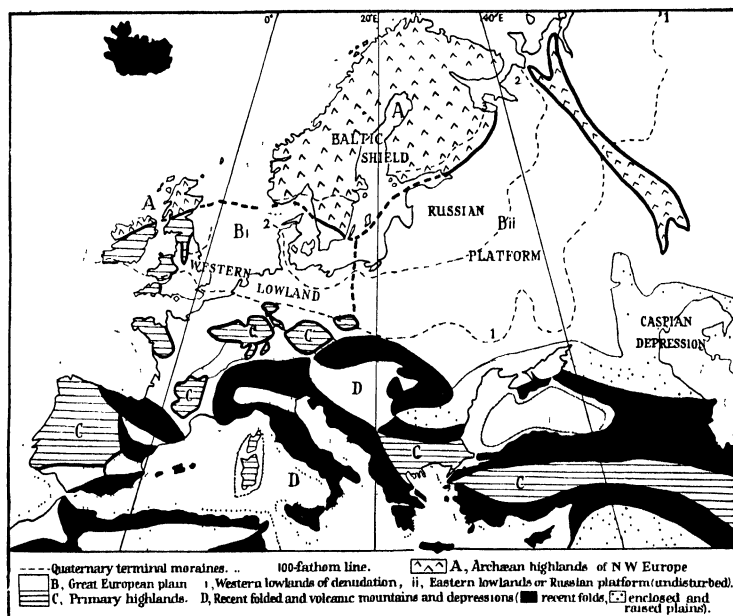 0° 20°E 40°E
1
2
A
BALTIC
SHIELD
A
RUSSIAN
Bi
2
Bii
WESTERN
PLATFORM
LOWLAND
CASPIAN
DEPRESSION
1
C
C
C
D
C
C
D
C
----Quaternary terminal moraines. .. 100-fathom line. A, Archæan highlands of N W Europe
B, Great European plain i, Western lowlands of denudation, ii, Eastern lowlands or Russian platform (undisturbed).
C, Primary highlands. D, Recent folded and volcanic mountains and depressions (recent folds, enclosed and
raised plains).